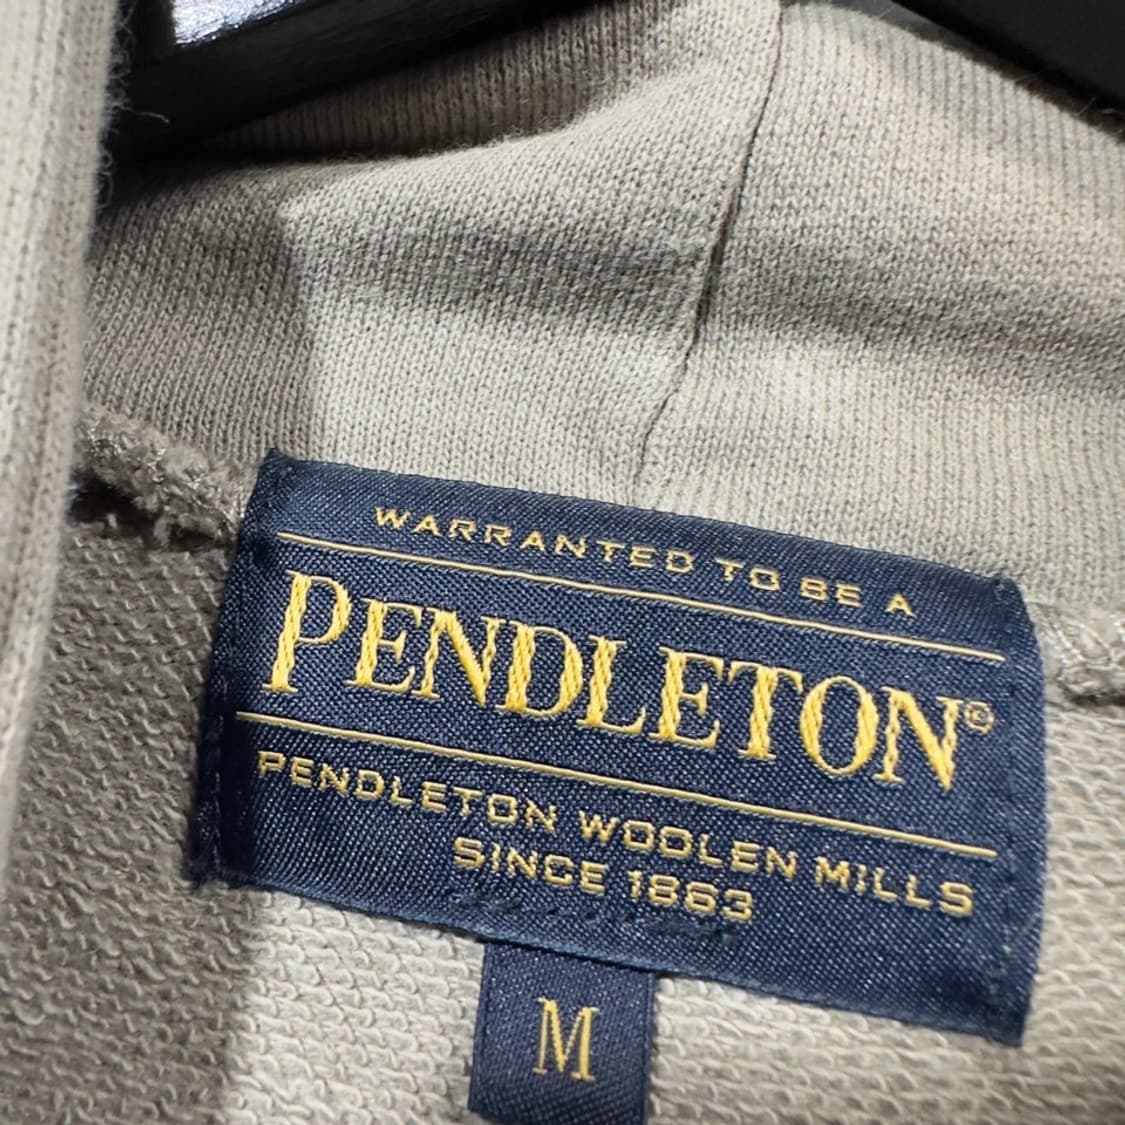 WARRANTED TO BE A
PENDLETON®
PENDLETON WOOLEN MILLS
SINCE 1863
M